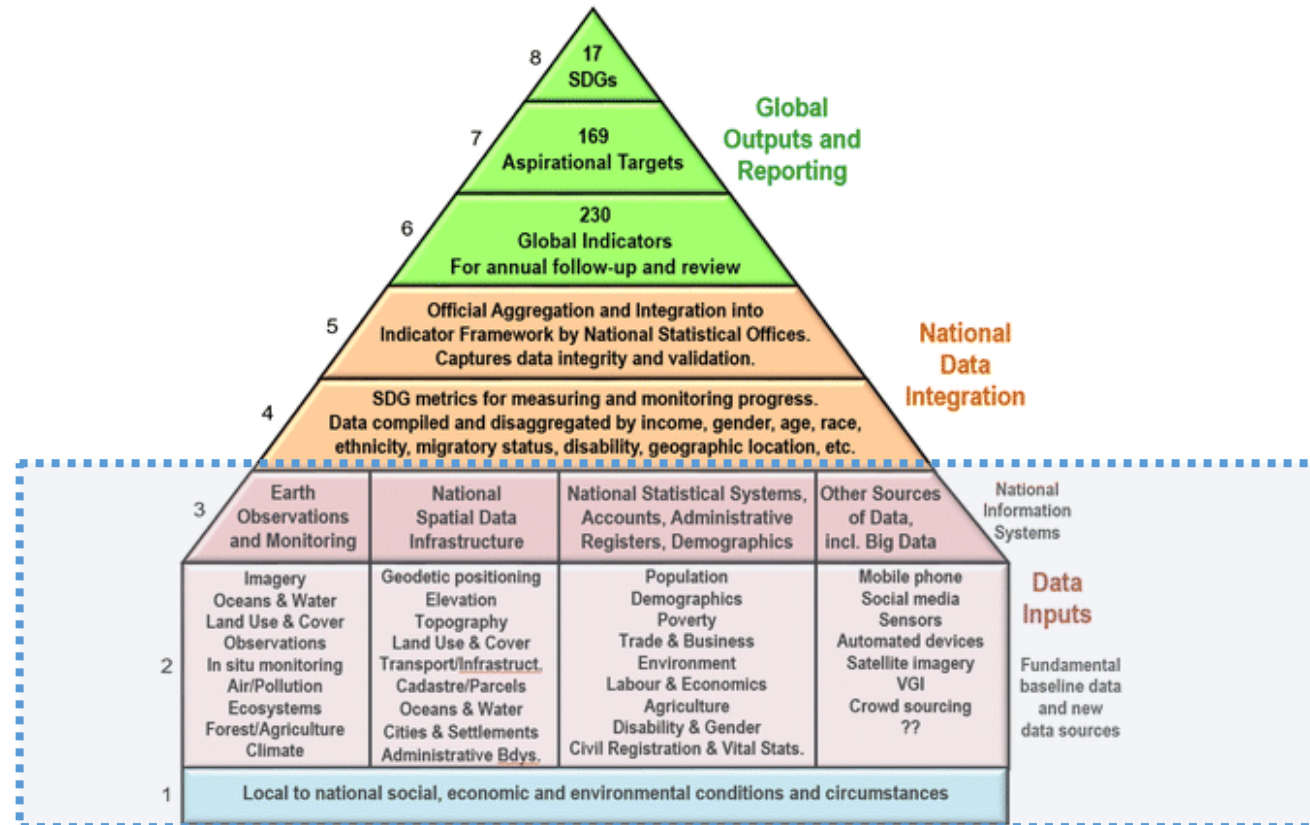 8
17
SDGs
7
169
Aspirational Targets
Global
Outputs and
Reporting
6
230
Global Indicators
For annual follow-up and review
5
Official Aggregation and Integration into
Indicator Framework by National Statistical Offices.
Captures data integrity and validation.
National
Data
Integration
4
SDG metrics for measuring and monitoring progress.
Data compiled and disaggregated by income, gender, age, race,
ethnicity, migratory status, disability, geographic location, etc.
3
Earth
Observations
and Monitoring
National
Spatial Data
Infrastructure
National Statistical Systems,
Accounts, Administrative
Registers, Demographics
Other Sources
of Data,
incl. Big Data
National
Information
Systems
2
Imagery
Oceans & Water
Land Use & Cover
Observations
In situ monitoring
Air/Pollution
Ecosystems
Forest/Agriculture
Climate
Geodetic positioning
Elevation
Topography
Land Use & Cover
Transport/Infrastruct.
Cadastre/Parcels
Oceans & Water
Cities & Settlements
Administrative Bdys.
Population
Demographics
Poverty
Trade & Business
Environment
Labour & Economics
Agriculture
Disability & Gender
Civil Registration & Vital Stats.
Mobile phone
Social media
Sensors
Automated devices
Satellite imagery
VGI
Crowd sourcing
??
Data
Inputs
Fundamental
baseline data
and new
data sources
1
Local to national social, economic and environmental conditions and circumstances